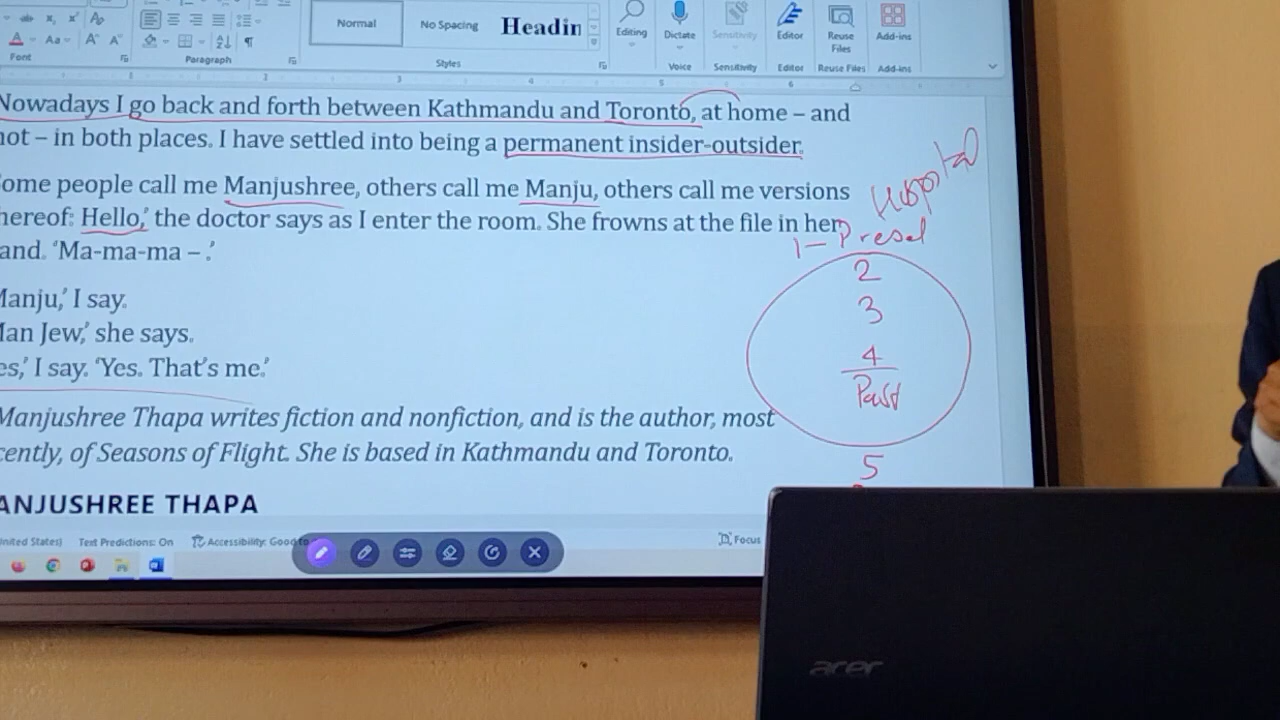 Normal
No Spacing
Headin
Editing
Dictate
Sensitivity
Editor
Reuse
Files
Add-ins
Font
Paragraph
Styles
Voice
Sensitivity
Editor
Reuse Files
Add-ins
Nowadays I go back and forth between Kathmandu and Toronto, at home – and
not – in both places. I have settled into being a permanent insider-outsider.
ome people call me Manjushree, others call me Manju, others call me versions
hereof: Hello,’ the doctor says as I enter the room. She frowns at the file in her
and. ‘Ma-ma-ma – .’
Manju,’ I say.
Man Jew,’ she says.
es,’ I say. ‘Yes. That’s me.’
Manjushree Thapa writes fiction and nonfiction, and is the author, most
cently, of Seasons of Flight. She is based in Kathmandu and Toronto.
ANJUSHREE THAPA
Hospital
1–
2
3
4
Past
5
United States)
Text Predictions: On
Accessibility: Good to
Focus
acer